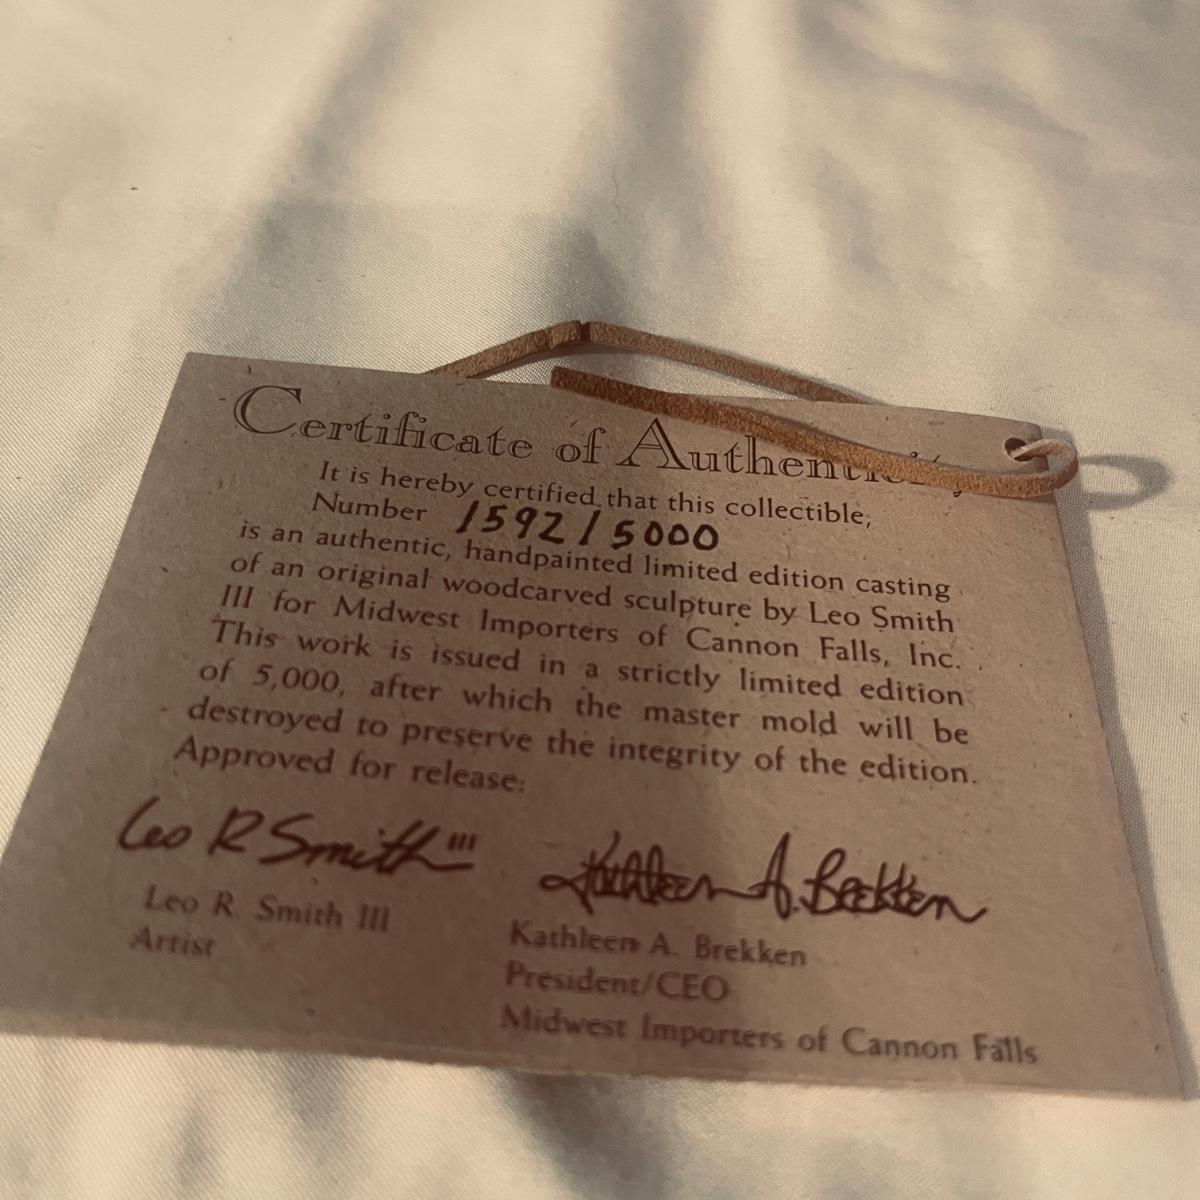 Certificate of Authenticity
It is hereby certified that this collectible,
Number 1592/5000
is an authentic, handpainted limited edition casting
of an original woodcarved sculpture by Leo Smith
III for Midwest Importers of Cannon Falls, Inc.
This work is issued in a strictly limited edition
of 5,000, after which the master mold will be
destroyed to preserve the integrity of the edition.
Approved for release:
Leo R Smith III
Kathleen A. Brekken
Leo R. Smith III
Artist
Kathleen A. Brekken
President/CEO
Midwest Importers of Cannon Falls